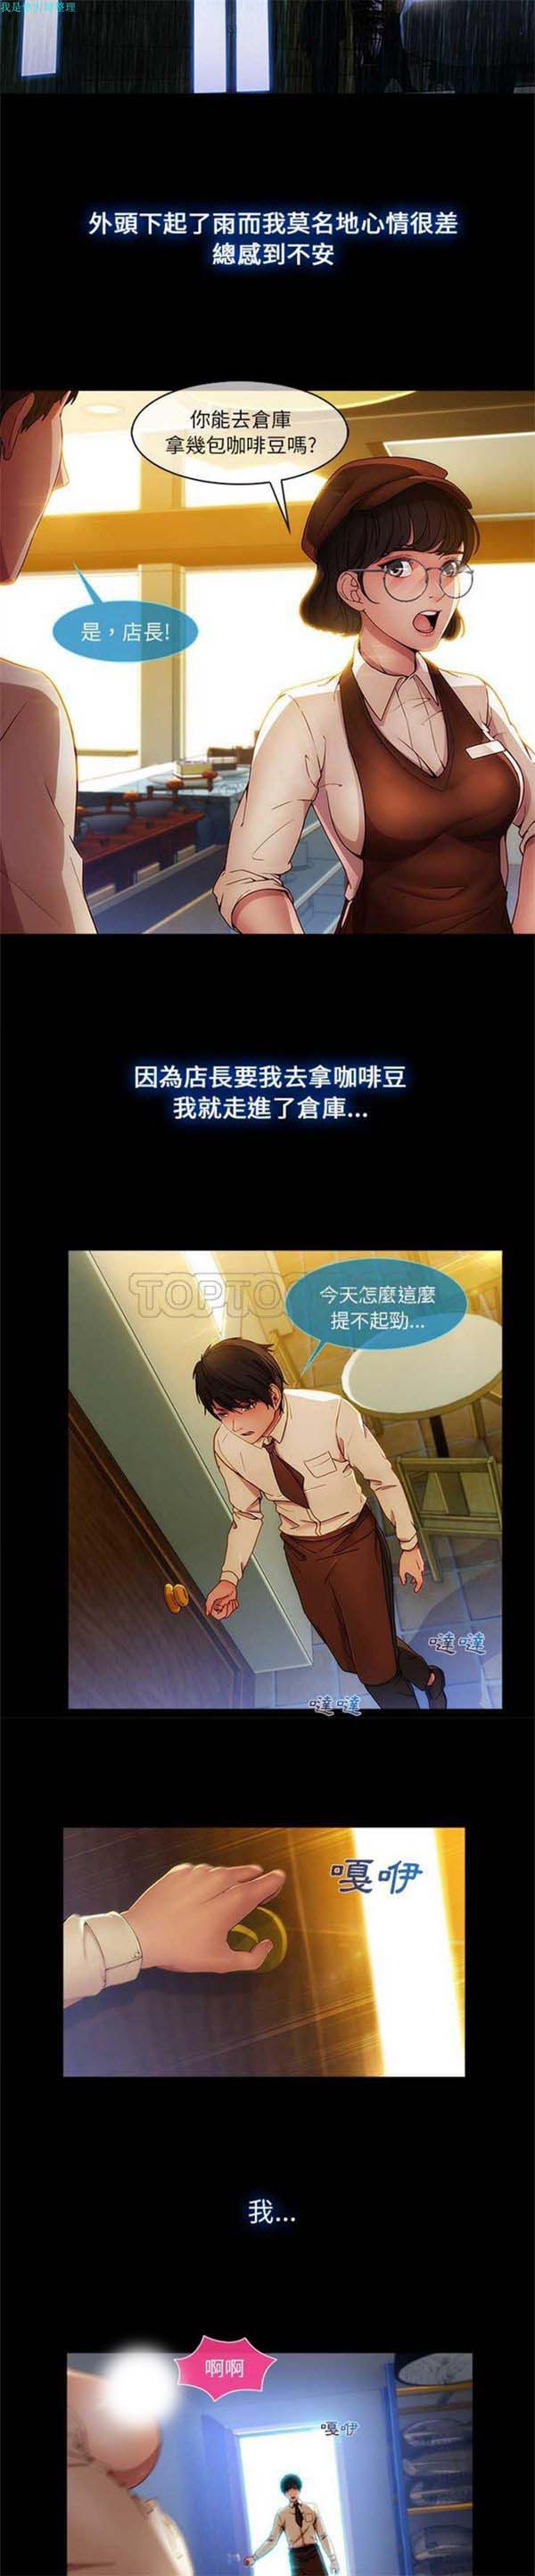 外頭下起了雨而我莫名地心情很差
總感到不安
你能去倉庫
拿幾包咖啡豆嗎?
是，店長!
因為店長要我去拿咖啡豆
我就走進了倉庫...
TOPTO
今天怎麼這麼
提不起勁...
噠噠
噠噠
嘎咿
我...
啊啊
嘎咿